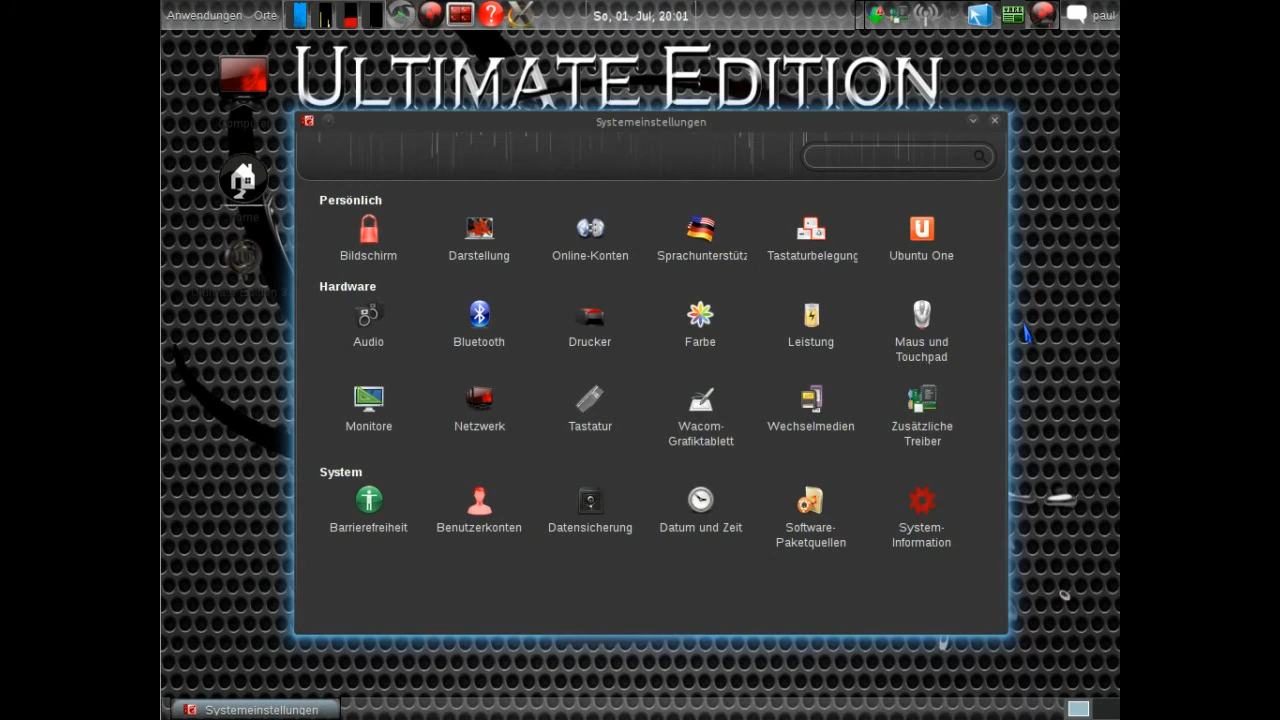 Anwendungen Orte
So, 01. Jul, 20:01
paul
ULTIMATE EDITION
Computer
Systemeinstellungen
Persönlich
Bildschirm
Darstellung
Online-Konten
Sprachunterstütz
Tastaturbelegung
Ubuntu One
Hardware
Audio
Bluetooth
Drucker
Farbe
Leistung
Maus und
Touchpad
Monitore
Netzwerk
Tastatur
Wacom-
Grafiktablett
Wechselmedien
Zusätzliche
Treiber
System
Barrierefreiheit
Benutzerkonten
Datensicherung
Datum und Zeit
Software-
Paketquellen
System-
Information
Systemeinstellungen